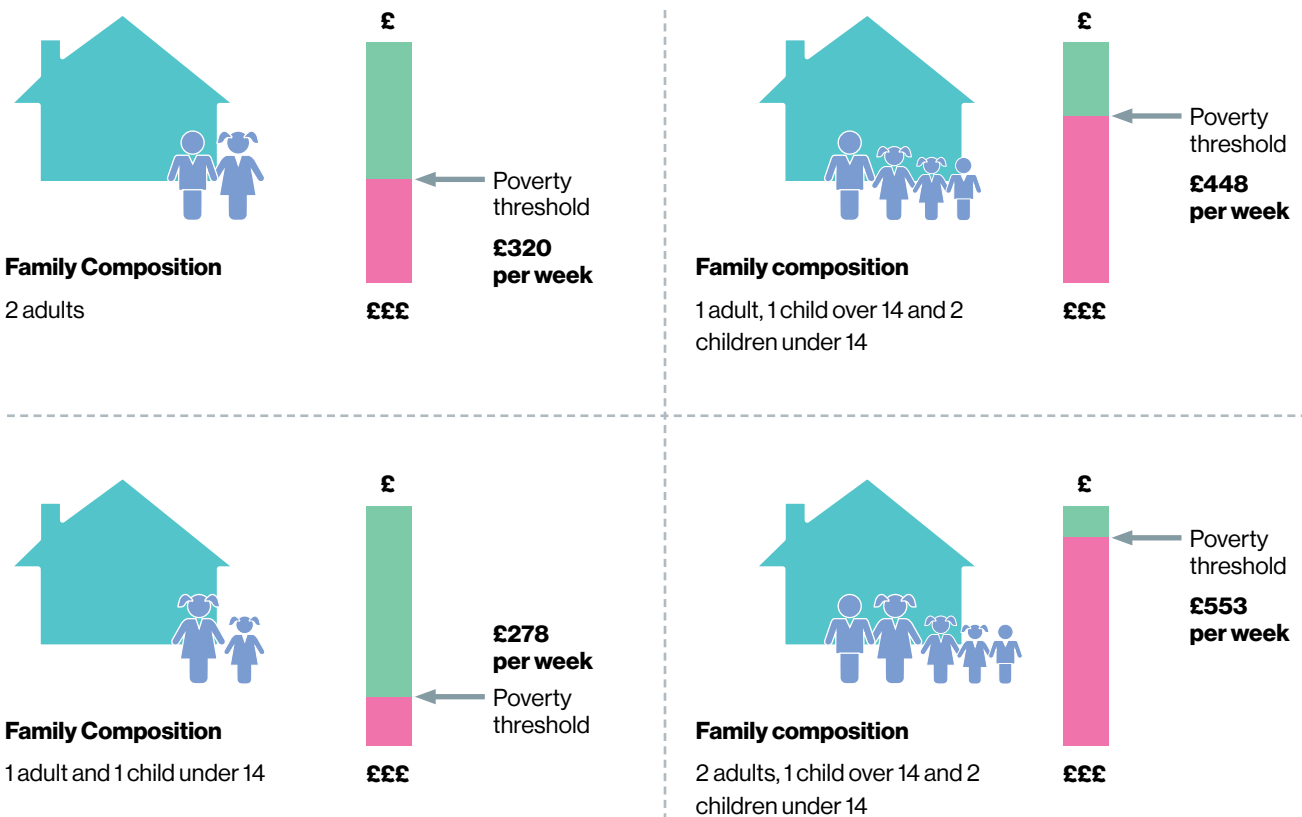 £
Poverty
threshold
£320
per week
Family Composition
2 adults
£££
£
Poverty
threshold
£448
per week
Family composition
1 adult, 1 child over 14 and 2
children under 14
£££
£
£278
per week
Poverty
threshold
Family Composition
1 adult and 1 child under 14
£££
£
Poverty
threshold
£553
per week
Family composition
2 adults, 1 child over 14 and 2
children under 14
£££